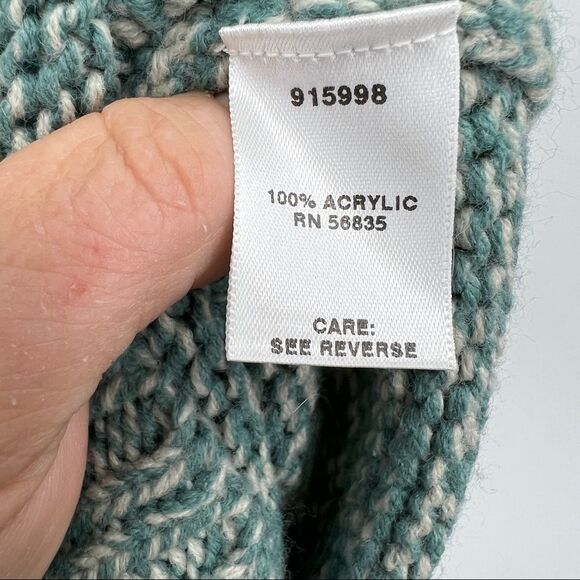 915998
100% ACRYLIC
RN 56835
CARE:
SEE REVERSE